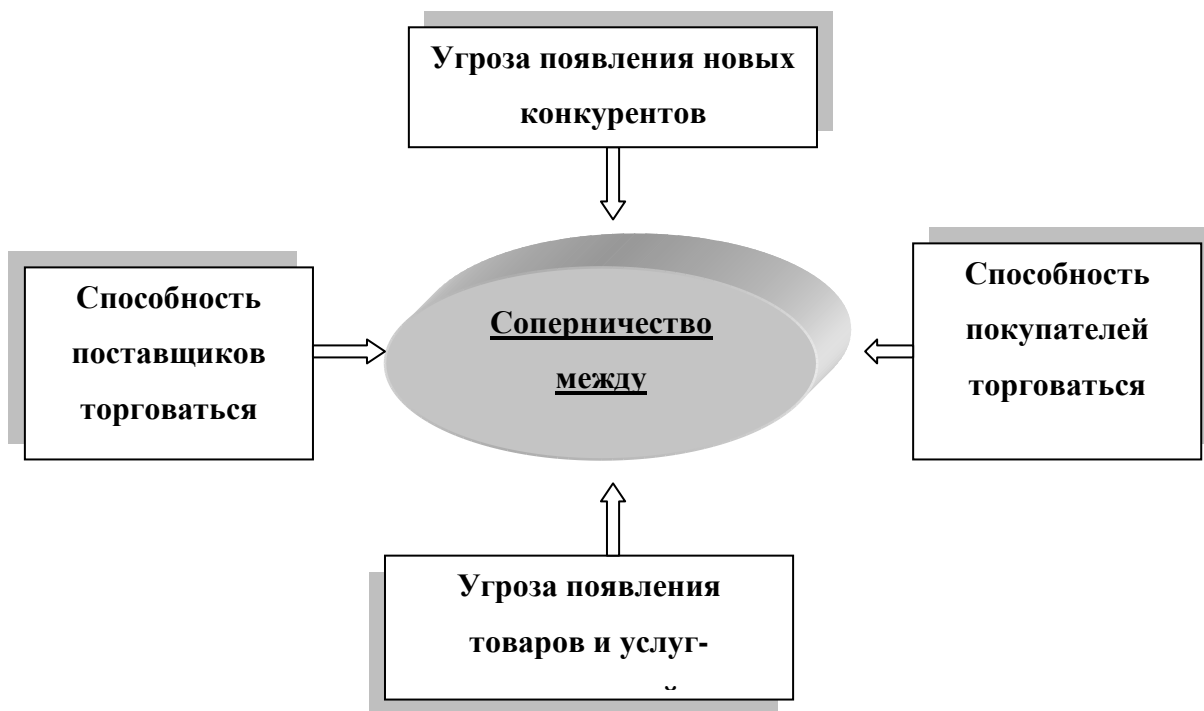 Угроза появления новых
конкурентов
Способность
поставщиков
торговаться
Соперничество
между
Способность
покупателей
торговаться
Угроза появления
товаров и услуг-